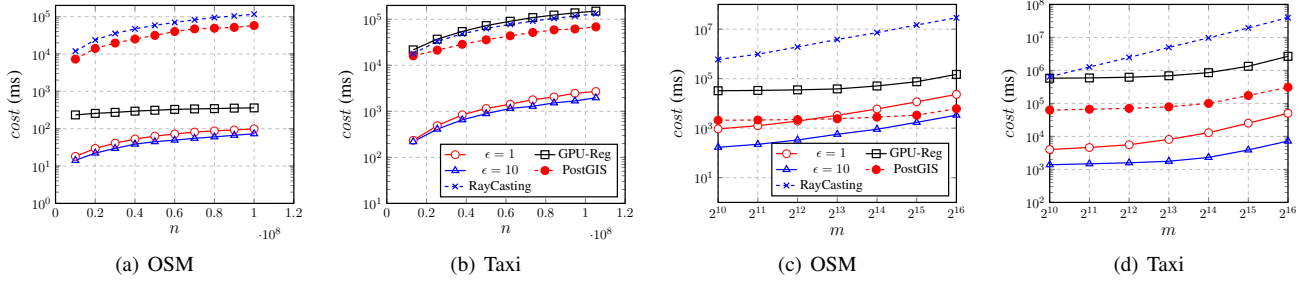 cost (ms)
10^5
10^4
10^3
10^2
10^1
10^0
0 0.2 0.4 0.6 0.8 1 1.2
n
·10^8
(a) OSM
cost (ms)
10^5
10^4
10^3
10^2
10^1
ϵ = 1
GPU-Reg
ϵ = 10
PostGIS
RayCasting
0 0.2 0.4 0.6 0.8 1 1.2
n
·10^8
(b) Taxi
cost (ms)
10^7
10^5
10^3
10^1
ϵ = 1
GPU-Reg
ϵ = 10
PostGIS
RayCasting
2^10 2^11 2^12 2^13 2^14 2^15 2^16
m
(c) OSM
cost (ms)
10^8
10^7
10^6
10^5
10^4
10^3
10^2
2^10 2^11 2^12 2^13 2^14 2^15 2^16
m
(d) Taxi